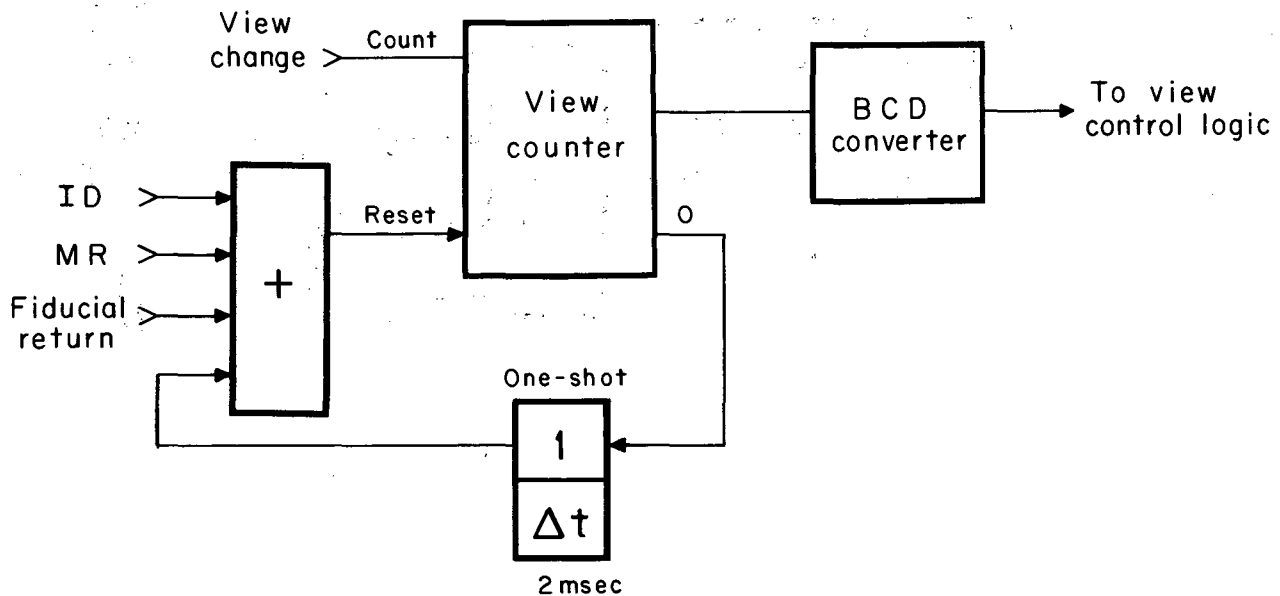 View
change
Count
View
counter
BCD
converter
To view
control logic
ID
MR
Fiducial
return
+
Reset
0
One-shot
1
Δt
2 msec